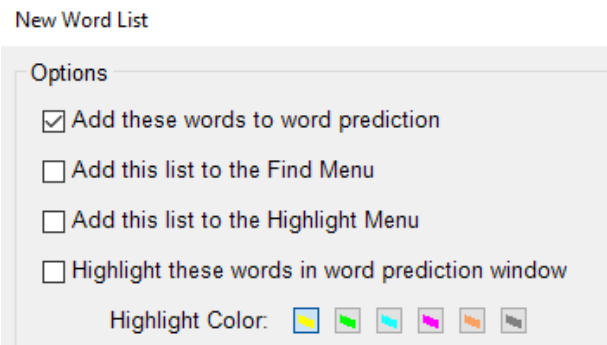 New Word List
Options
Add these words to word prediction
Add this list to the Find Menu
Add this list to the Highlight Menu
Highlight these words in word prediction window
Highlight Color: